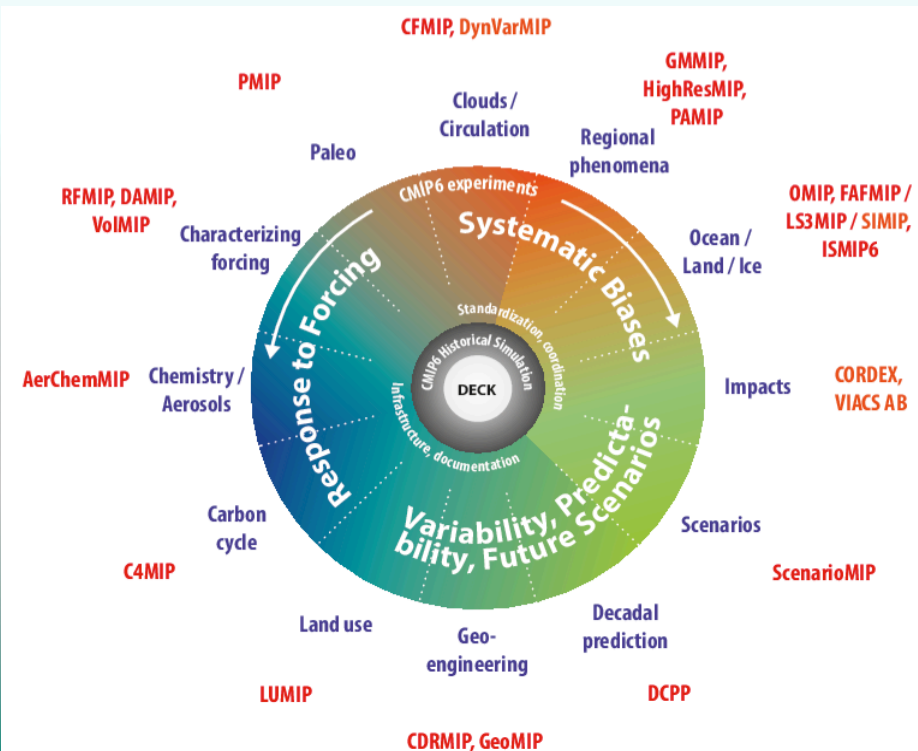 CFMIP, DynVarMIP
PMIP
GMMIP,
HighResMIP,
PAMIP
Clouds /
Circulation
Regional
phenomena
Paleo
RFMIP, DAMIP,
VolMIP
OMIP, FAFMIP /
LS3MIP / SIMIP,
ISMIP6
Characterizing
forcing
Ocean /
Land / Ice
CMIP6 experiments
Systematic Biases
Response to Forcing
Standardization, coordination
CMIP6 Historical Simulation
DECK
Infrastructure, documentation
Variability, Predicta-
bility, Future Scenarios
AerChemMIP
Chemistry /
Aerosols
Impacts
CORDEX,
VIACS AB
Carbon
cycle
Scenarios
C4MIP
ScenarioMIP
Land use
Geo-
engineering
Decadal
prediction
LUMIP
DCPP
CDRMIP, GeoMIP